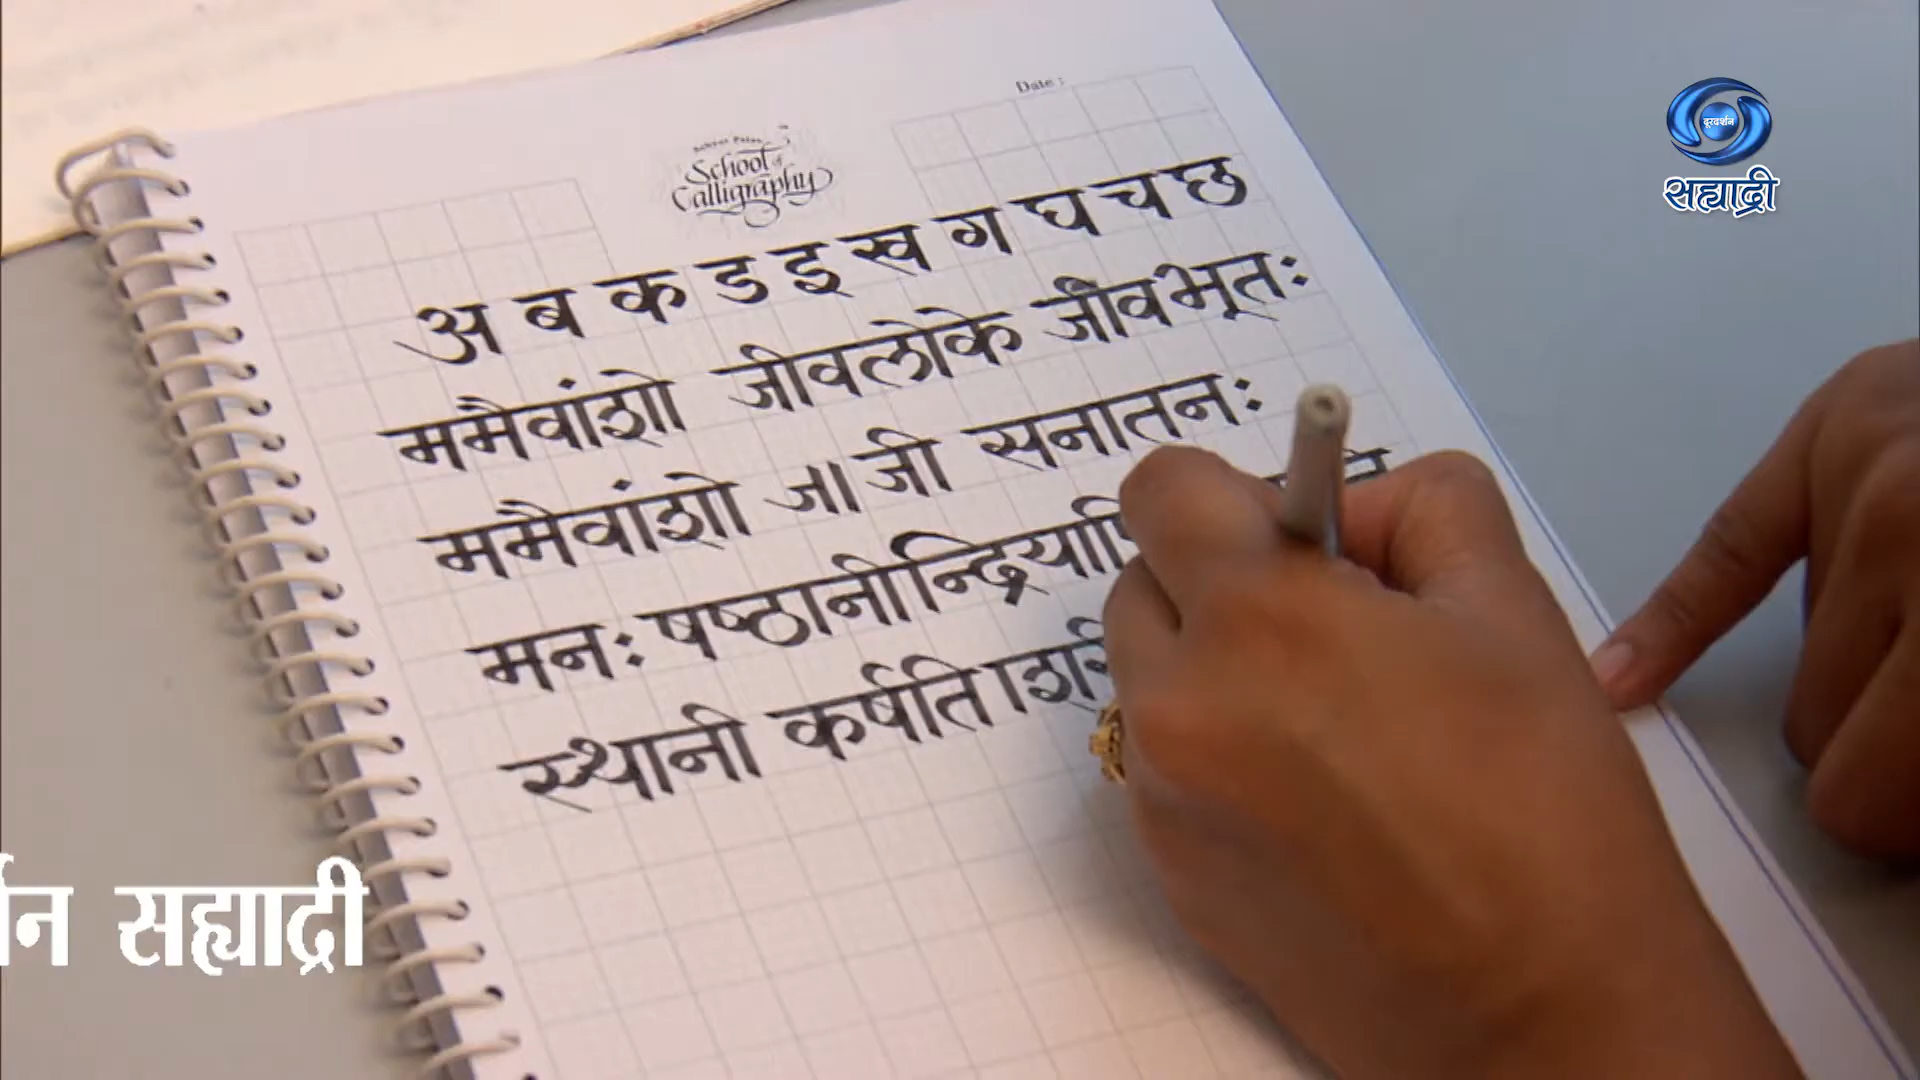 Date :
School of
Calligraphy
अ ब क ड इ ख ग घ च छ
ममैवांशो जीवलोके जीवभूतः
ममैवांशो ज॥जी सनातनः
मनः षष्ठानीन्द्रियाणि
स्थानी कर्षति।
दूरदर्शन
सह्याद्री
सह्याद्री